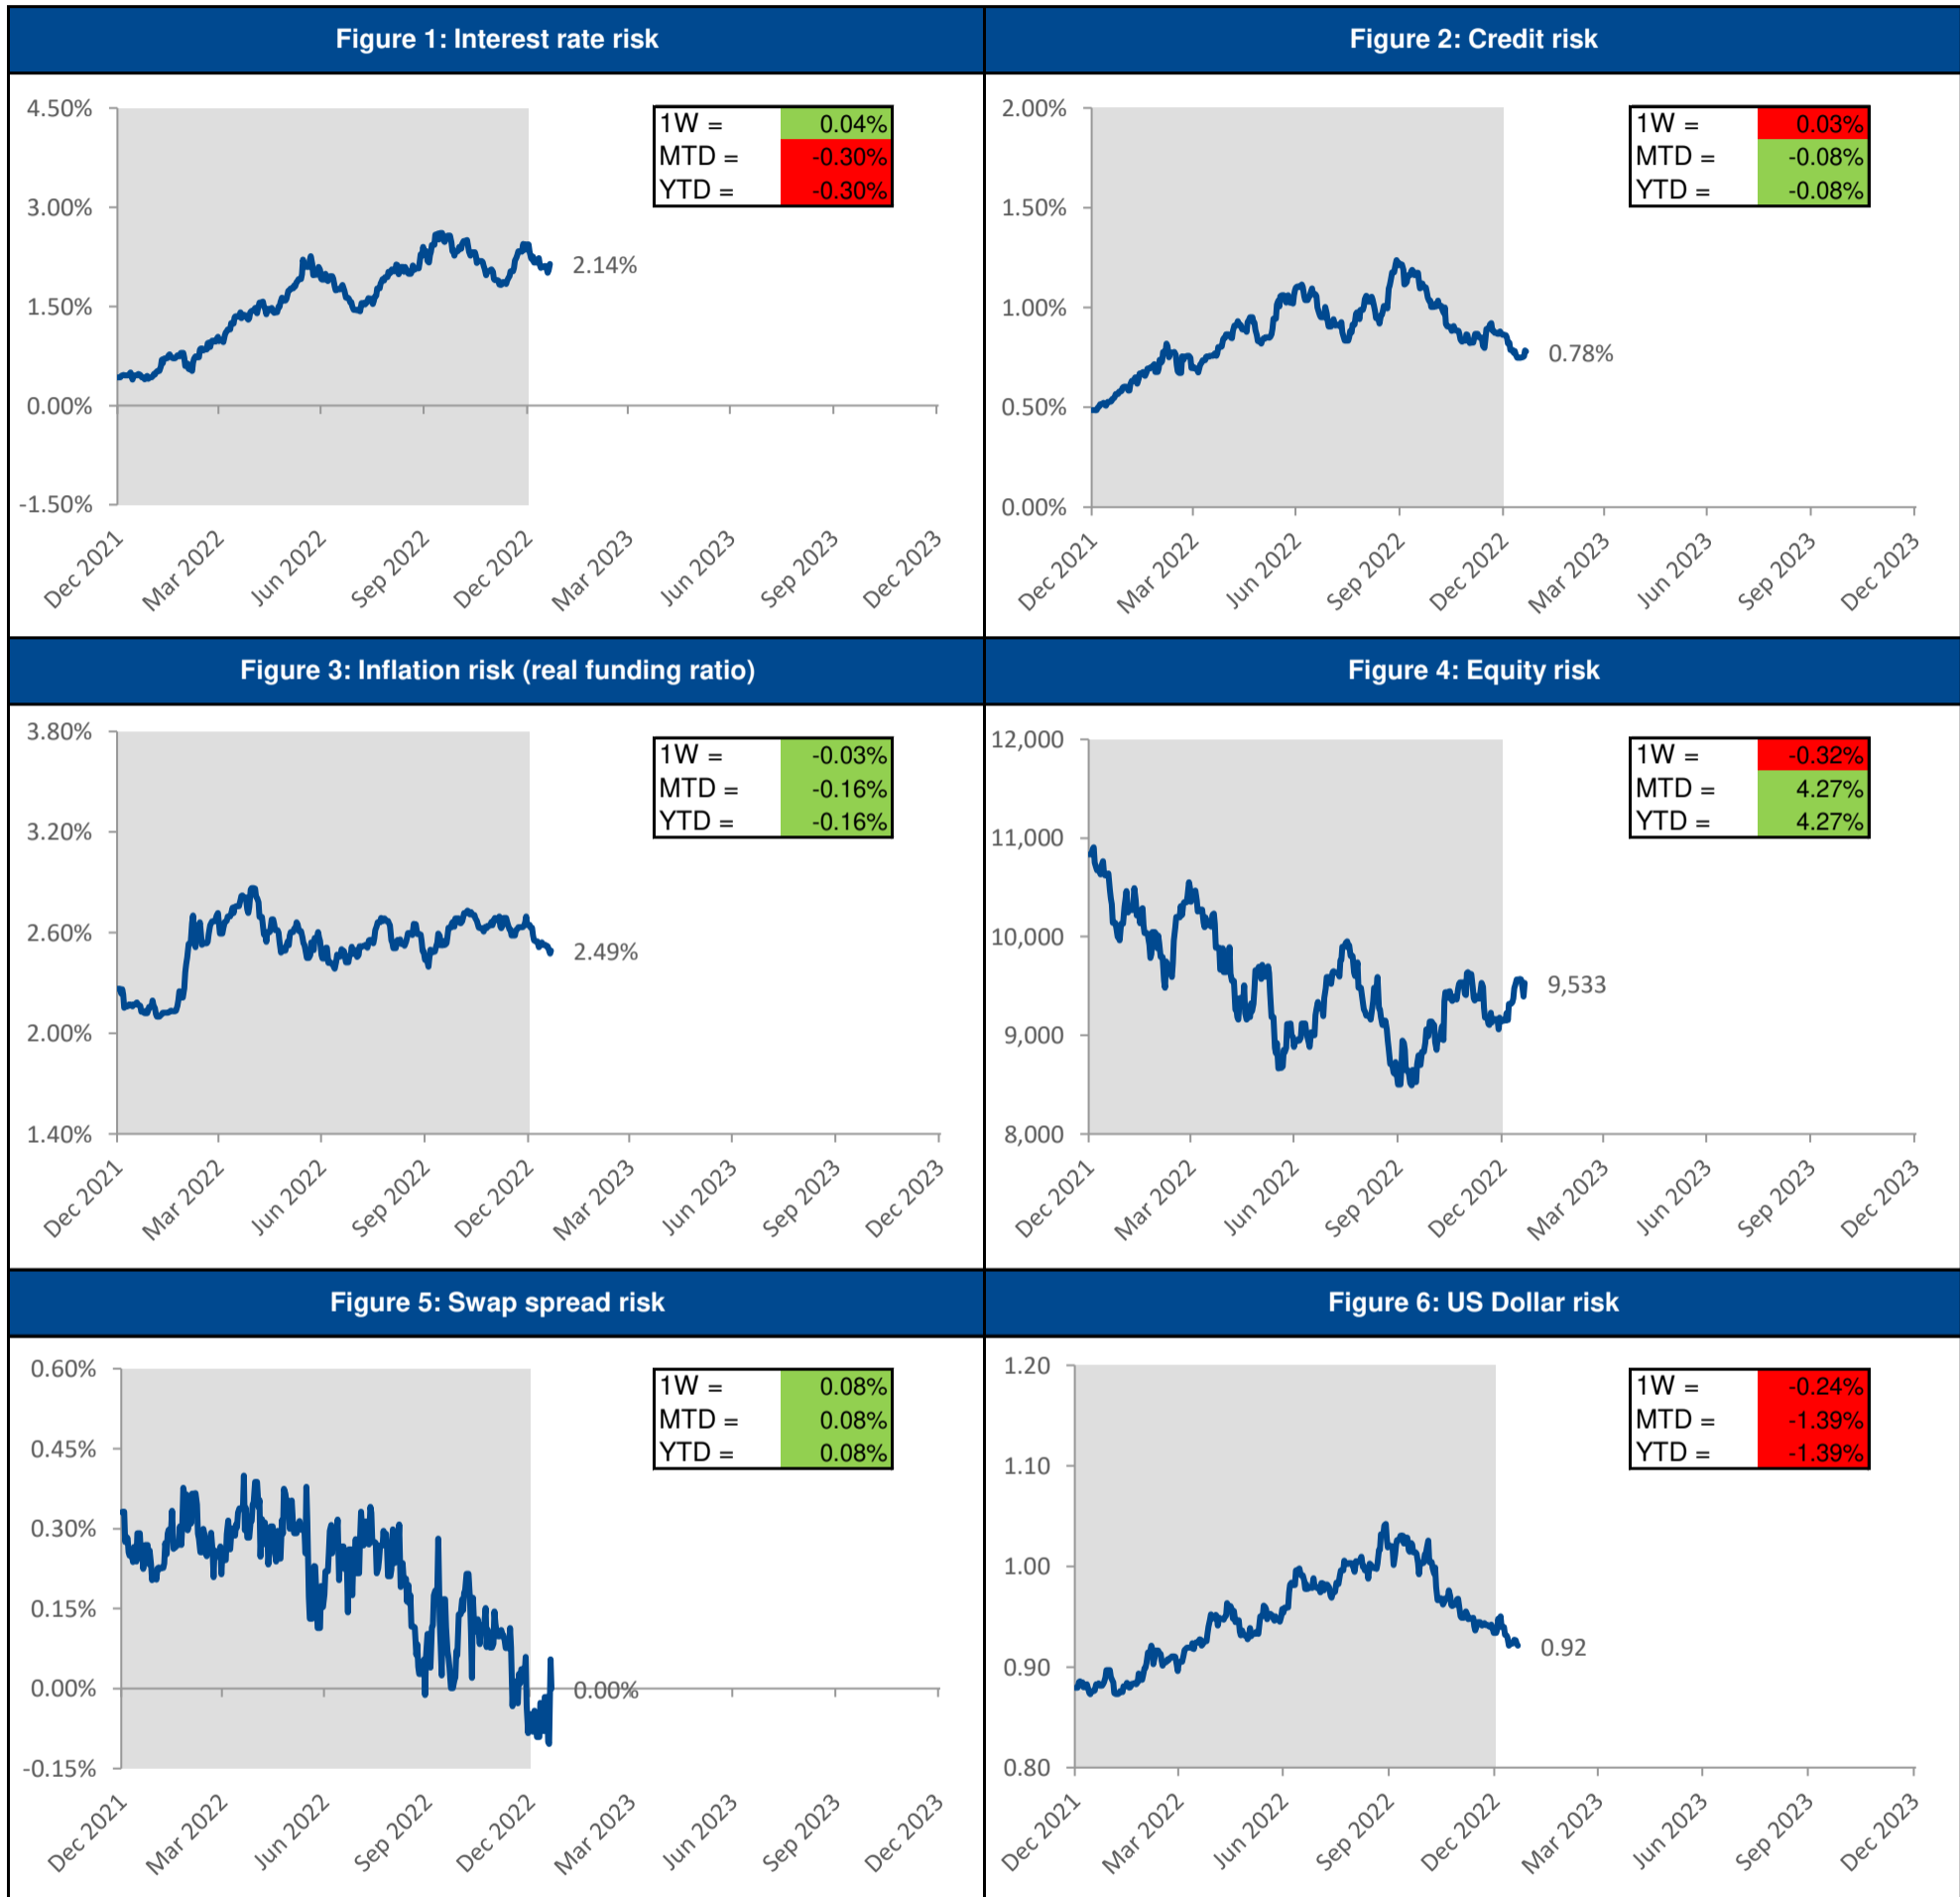 Figure 1: Interest rate risk
4.50%
3.00%
1.50%
0.00%
-1.50%
1W = 0.04%
MTD = -0.30%
YTD = -0.30%
2.14%
Dec 2021 Mar 2022 Jun 2022 Sep 2022 Dec 2022 Mar 2023 Jun 2023 Sep 2023 Dec 2023
Figure 2: Credit risk
2.00%
1.50%
1.00%
0.50%
0.00%
1W = 0.03%
MTD = -0.08%
YTD = -0.08%
0.78%
Dec 2021 Mar 2022 Jun 2022 Sep 2022 Dec 2022 Mar 2023 Jun 2023 Sep 2023 Dec 2023
Figure 3: Inflation risk (real funding ratio)
3.80%
3.20%
2.60%
2.00%
1.40%
1W = -0.03%
MTD = -0.16%
YTD = -0.16%
2.49%
Dec 2021 Mar 2022 Jun 2022 Sep 2022 Dec 2022 Mar 2023 Jun 2023 Sep 2023 Dec 2023
Figure 4: Equity risk
12,000
11,000
10,000
9,000
8,000
1W = -0.32%
MTD = 4.27%
YTD = 4.27%
9,533
Dec 2021 Mar 2022 Jun 2022 Sep 2022 Dec 2022 Mar 2023 Jun 2023 Sep 2023 Dec 2023
Figure 5: Swap spread risk
0.60%
0.45%
0.30%
0.15%
0.00%
-0.15%
1W = 0.08%
MTD = 0.08%
YTD = 0.08%
0.00%
Dec 2021 Mar 2022 Jun 2022 Sep 2022 Dec 2022 Mar 2023 Jun 2023 Sep 2023 Dec 2023
Figure 6: US Dollar risk
1.20
1.10
1.00
0.90
0.80
1W = -0.24%
MTD = -1.39%
YTD = -1.39%
0.92
Dec 2021 Mar 2022 Jun 2022 Sep 2022 Dec 2022 Mar 2023 Jun 2023 Sep 2023 Dec 2023